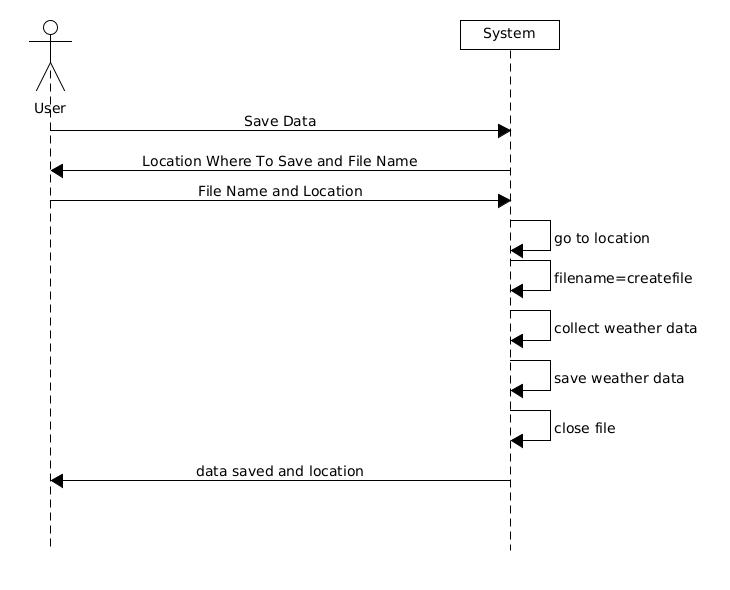 System
User
Save Data
Location Where To Save and File Name
File Name and Location
go to location
filename=createfile
collect weather data
save weather data
close file
data saved and location